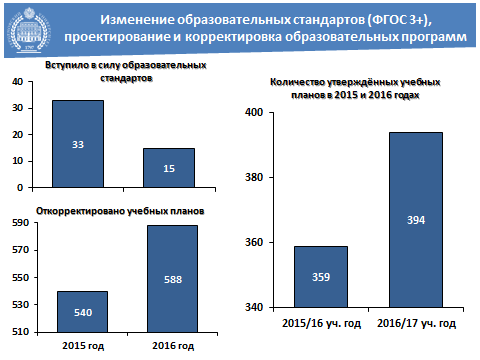 Изменение образовательных стандартов (ФГОС 3+),
проектирование и корректировка образовательных программ
Вступило в силу образовательных
стандартов
40
30
20
10
0
33
15
Откорректировано учебных планов
590
570
550
530
510
540
588
2015 год
2016 год
Количество утверждённых учебных
планов в 2015 и 2016 годах
400
380
360
340
359
394
2015/16 уч. год
2016/17 уч. год